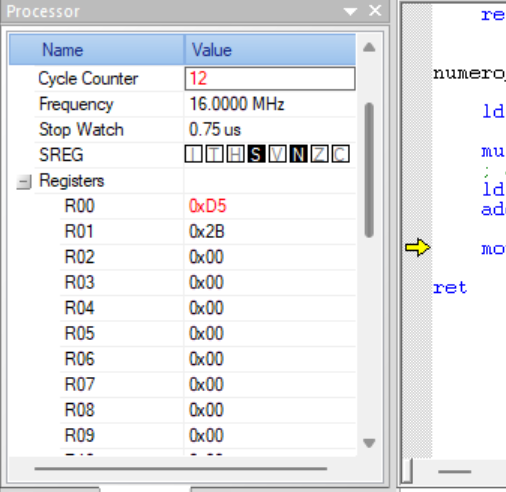 Processor
Name Value
Cycle Counter 12
Frequency 16.0000 MHz
Stop Watch 0.75 us
SREG I T H S V N Z C
Registers
R00 0xD5
R01 0x2B
R02 0x00
R03 0x00
R04 0x00
R05 0x00
R06 0x00
R07 0x00
R08 0x00
R09 0x00
re
numero
ld
mu
;
ld
ad
mo
ret